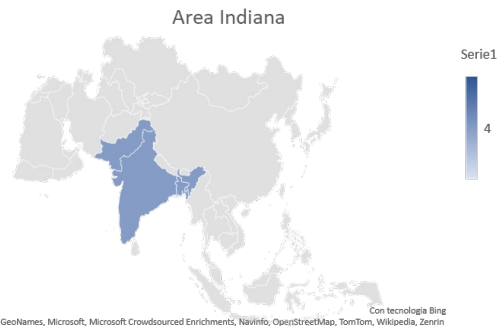 Area Indiana
Serie1
4
Con tecnologia Bing
GeoNames, Microsoft, Microsoft Crowdsourced Enrichments, Navinfo, OpenStreetMap, TomTom, Wikipedia, Zenrin